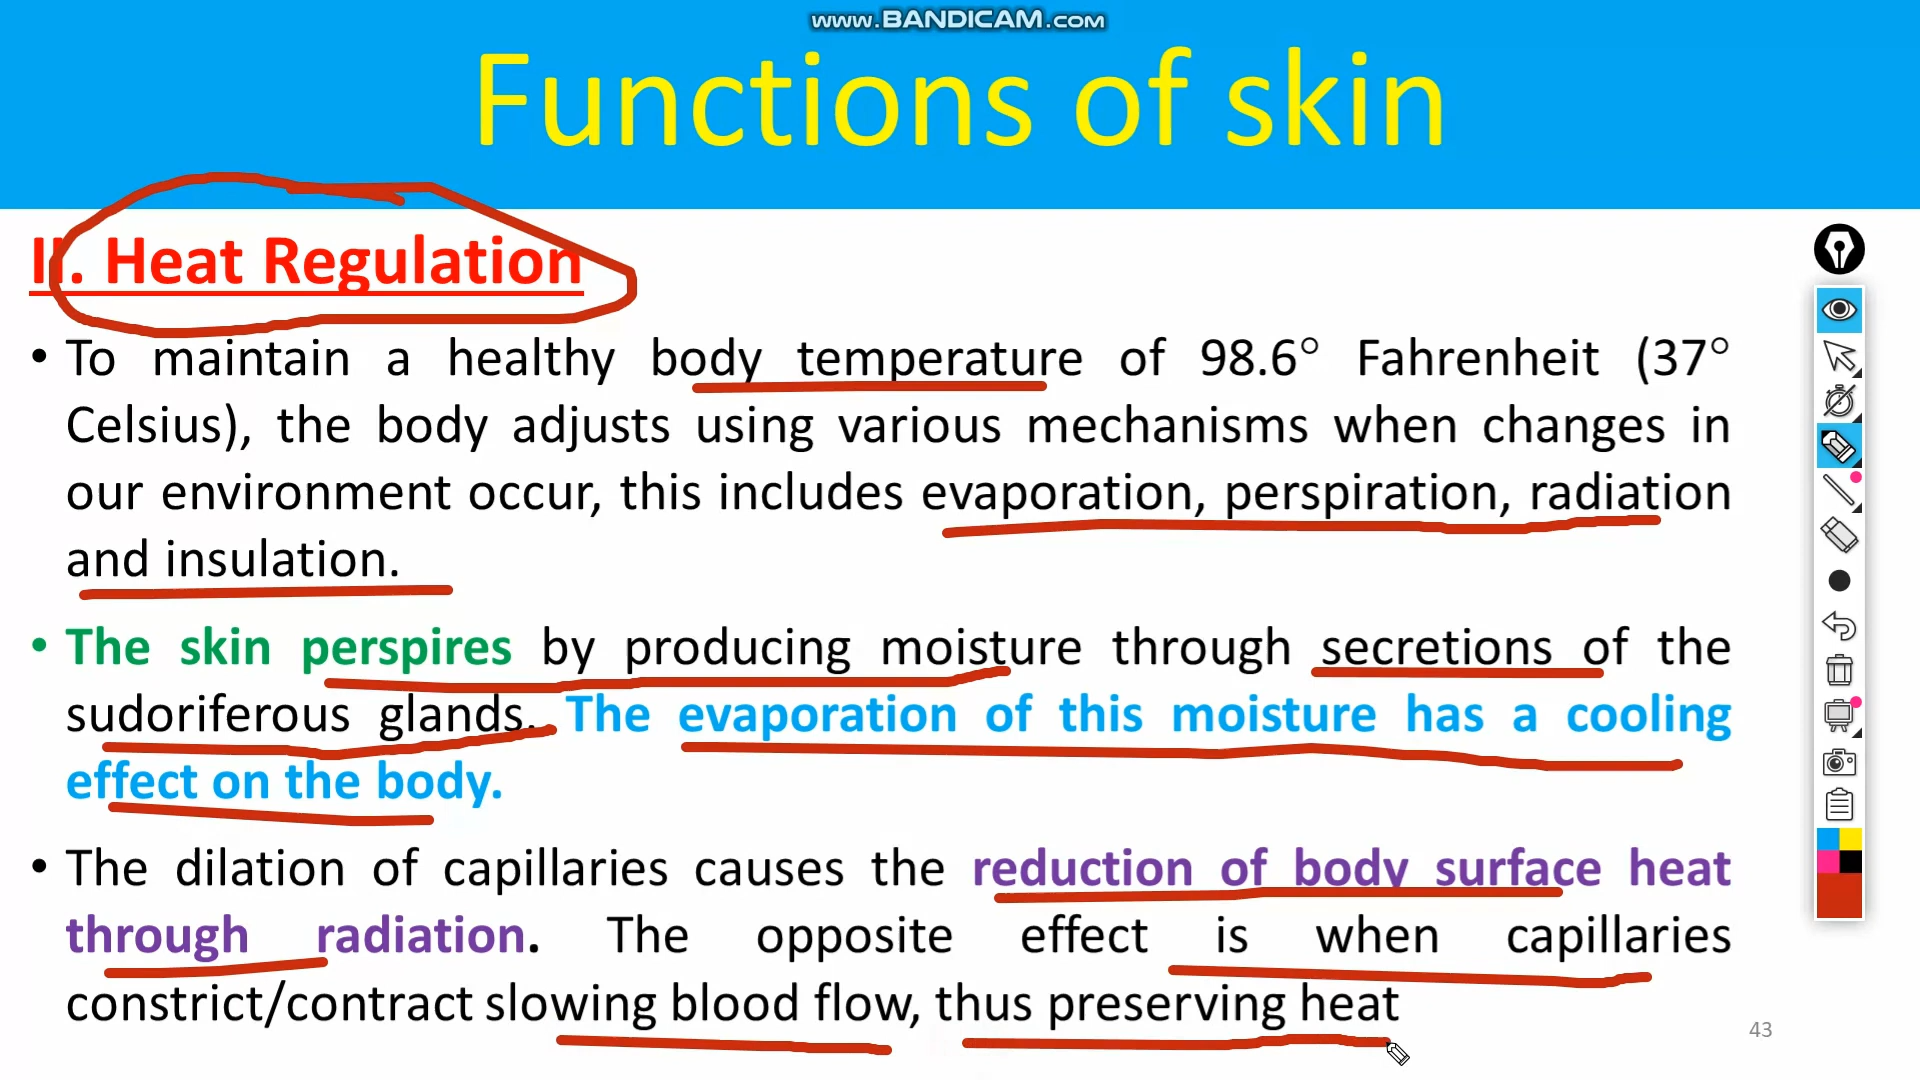 www.BANDICAM.com
Functions of skin
II. Heat Regulation
• To maintain a healthy body temperature of 98.6° Fahrenheit (37°
Celsius), the body adjusts using various mechanisms when changes in
our environment occur, this includes evaporation, perspiration, radiation
and insulation.
• The skin perspires by producing moisture through secretions of the
sudoriferous glands. The evaporation of this moisture has a cooling
effect on the body.
• The dilation of capillaries causes the reduction of body surface heat
through radiation. The opposite effect is when capillaries
constrict/contract slowing blood flow, thus preserving heat
43